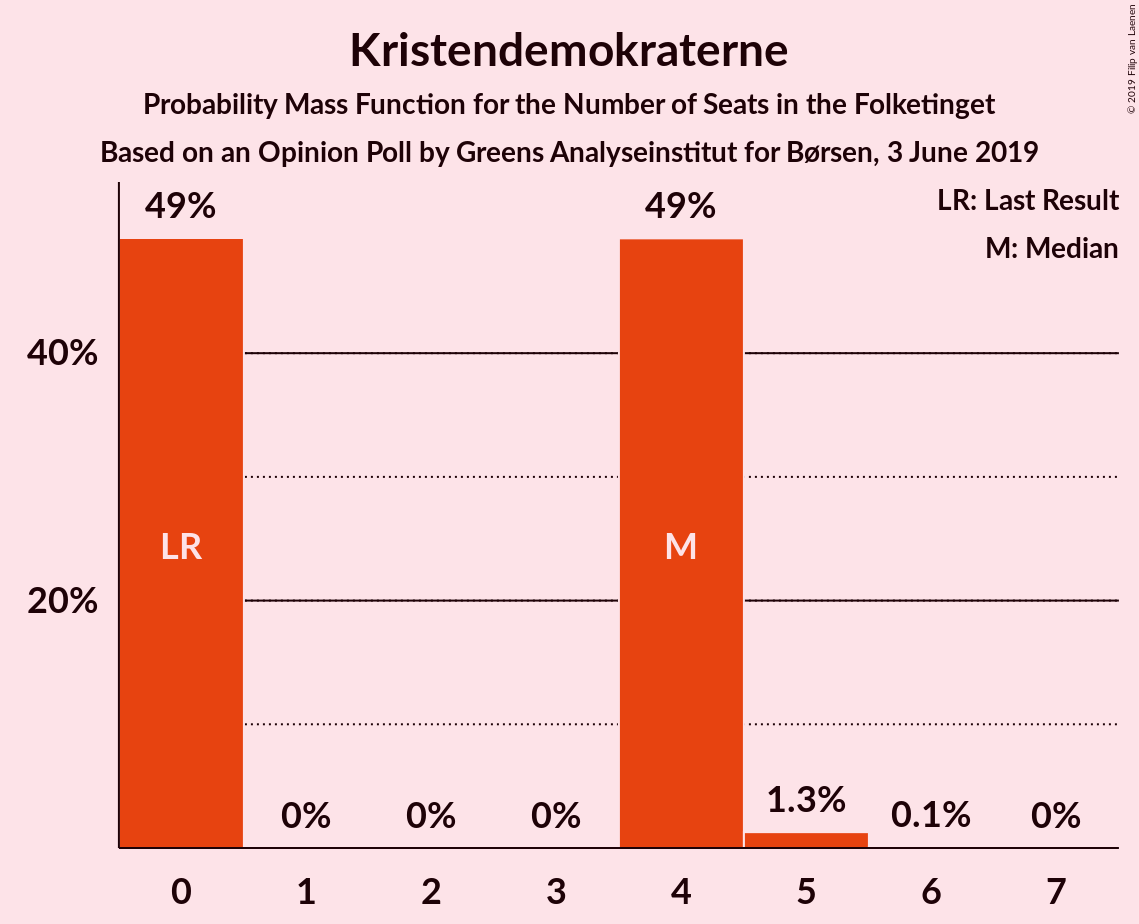 Kristendemokraterne
Probability Mass Function for the Number of Seats in the Folketinget
Based on an Opinion Poll by Greens Analyseinstitut for Børsen, 3 June 2019
© 2019 Filip van Laenen
LR: Last Result
M: Median
49%
49%
40%
LR
M
20%
0%
0%
0%
1.3%
0.1%
0%
0
1
2
3
4
5
6
7